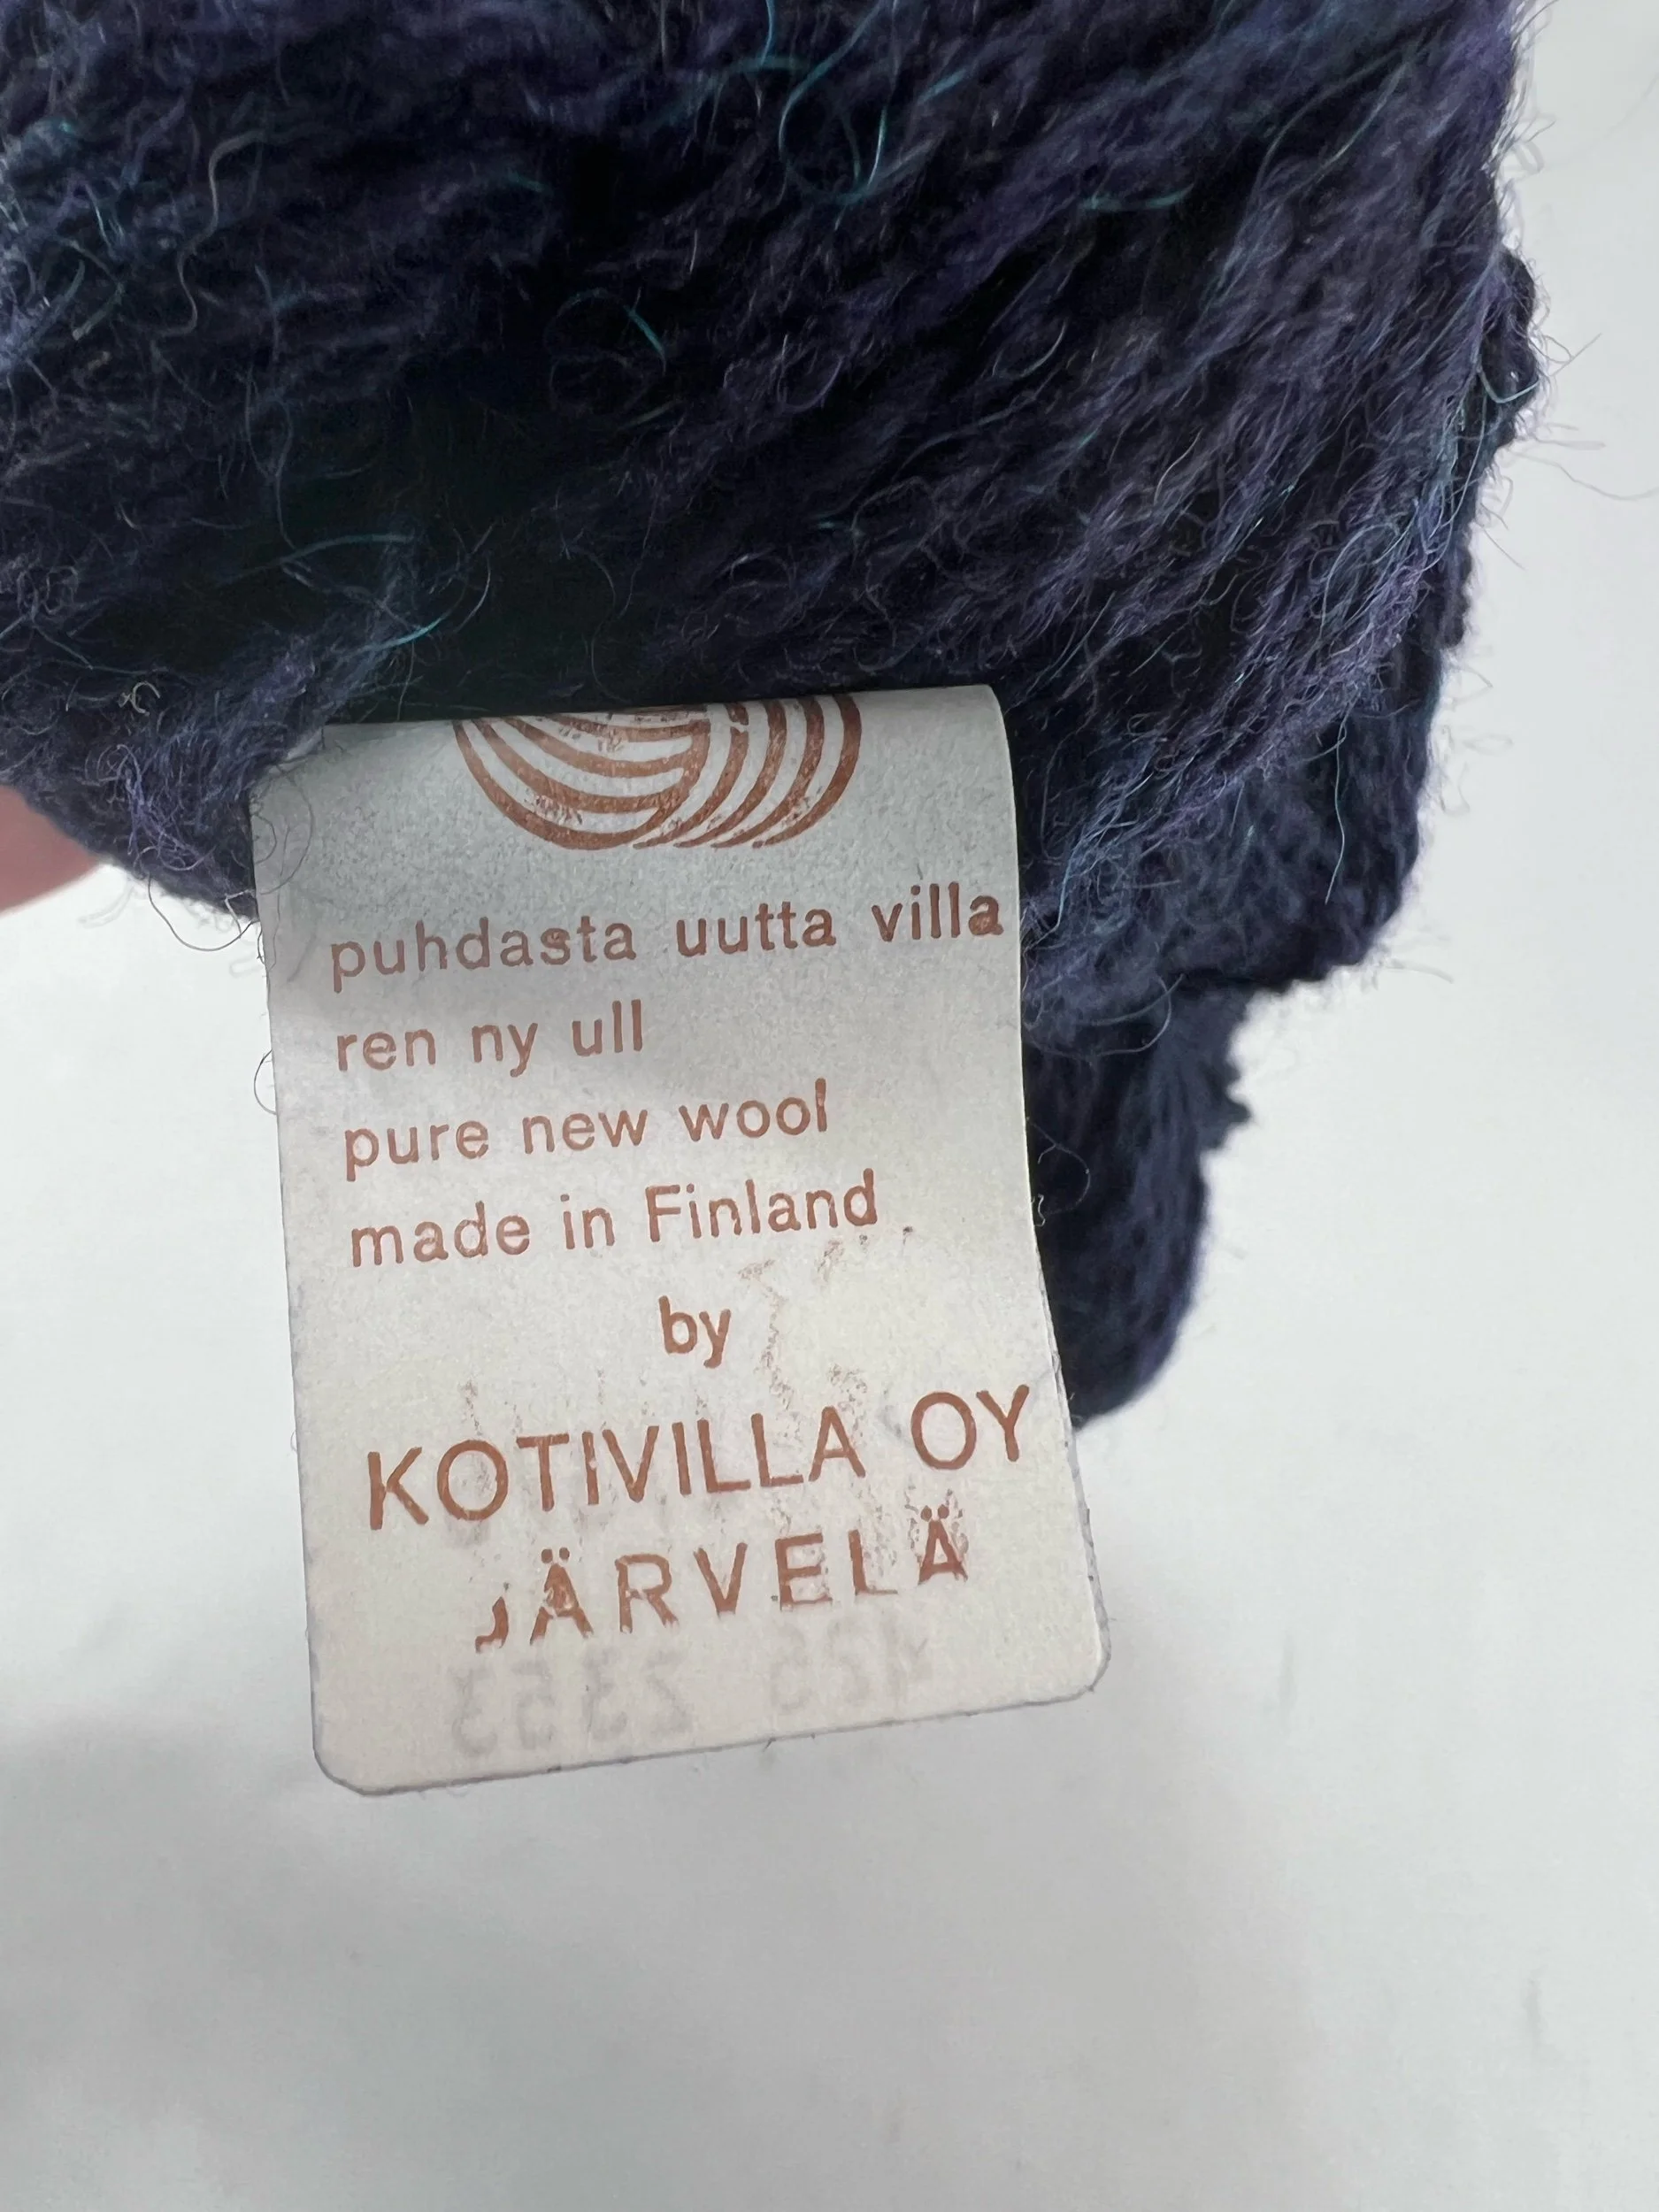 puhdasta uutta villa
ren ny ull
pure new wool
made in Finland
by
KOTIVILLA OY
JÄRVELÄ